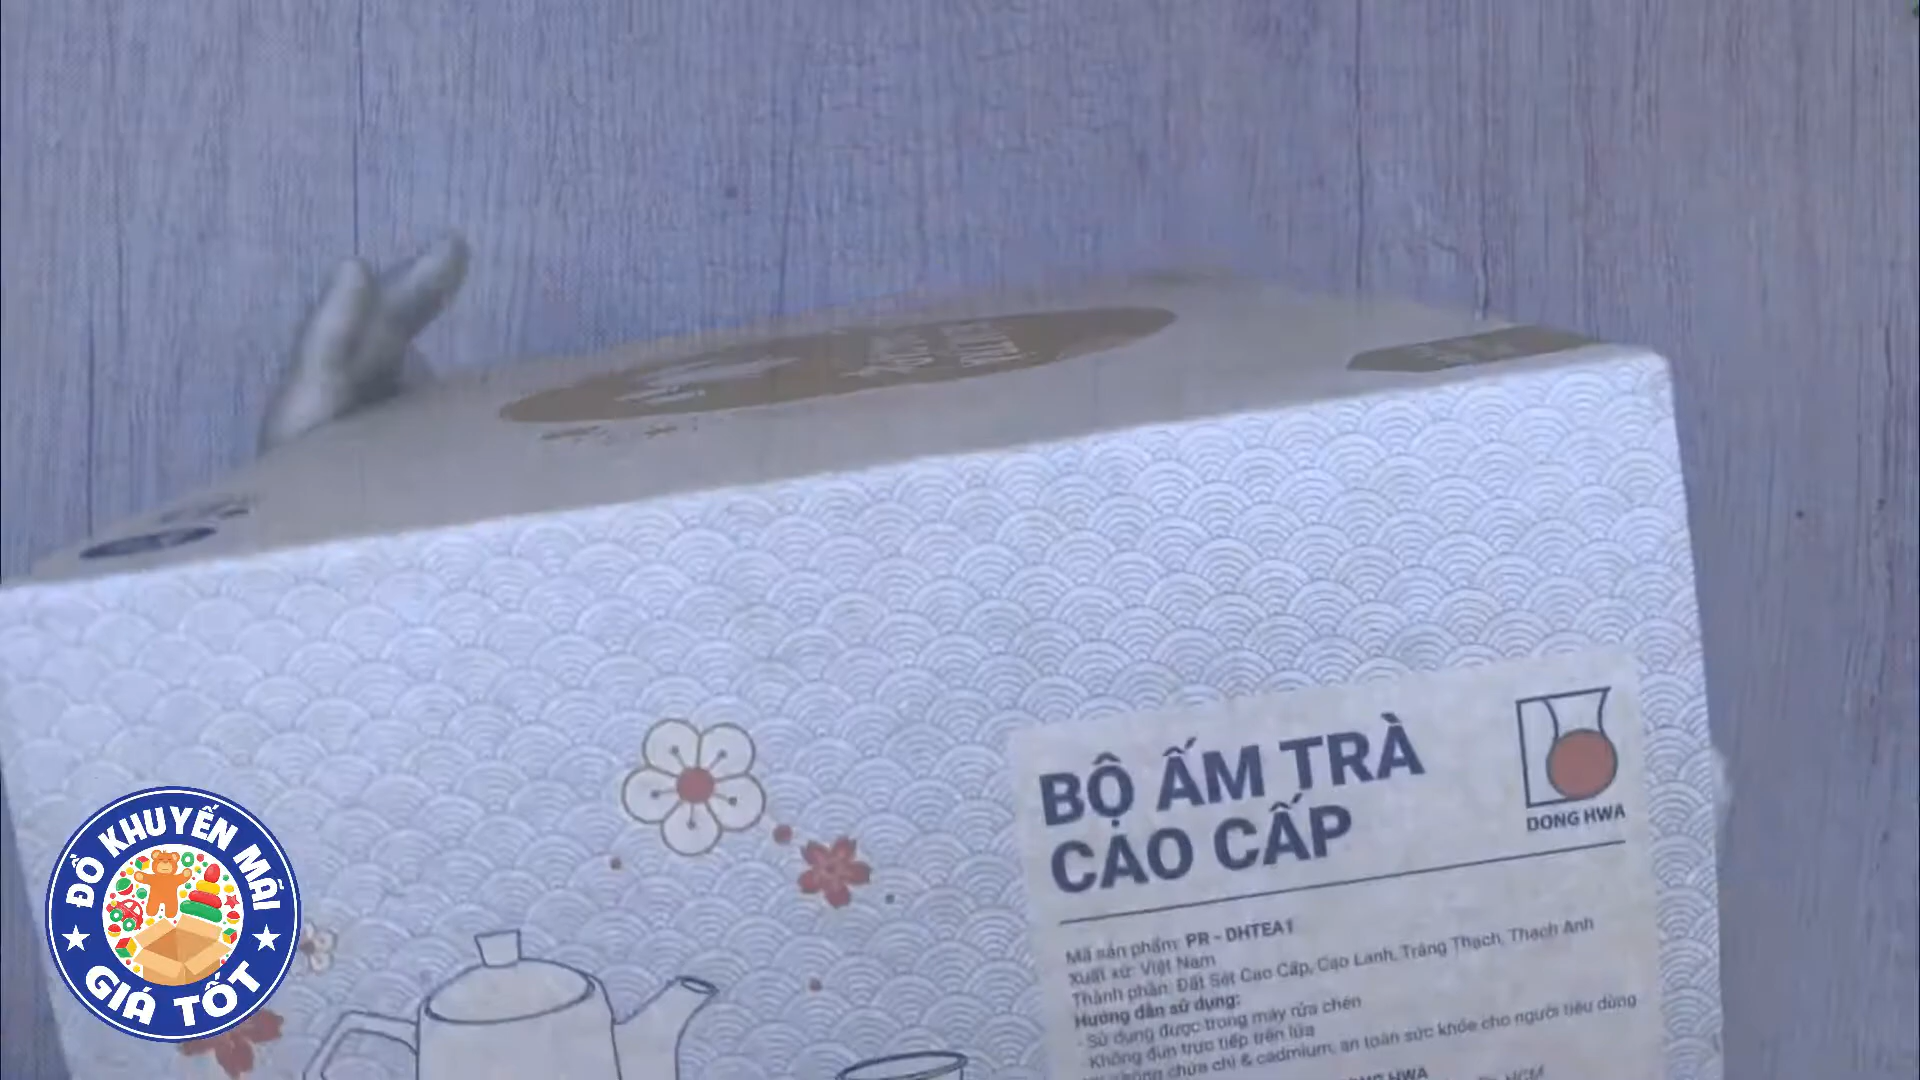 BỘ ẤM TRÀ
CAO CẤP
DONG HWA
Mã sản phẩm: PR - DHTEA1
Xuất xứ: Việt Nam
Thành phần: Đất Sét Cao Cấp, Cao Lanh, Tràng Thạch, Thạch Anh
Hướng dẫn sử dụng:
- Sử dụng được trong máy rửa chén
- Không đun trực tiếp trên lửa
không chứa chì & cadmium, an toàn sức khỏe cho người tiêu dùng
HWA
HCM
ĐỒ KHUYẾN MÃI
GIÁ TỐT